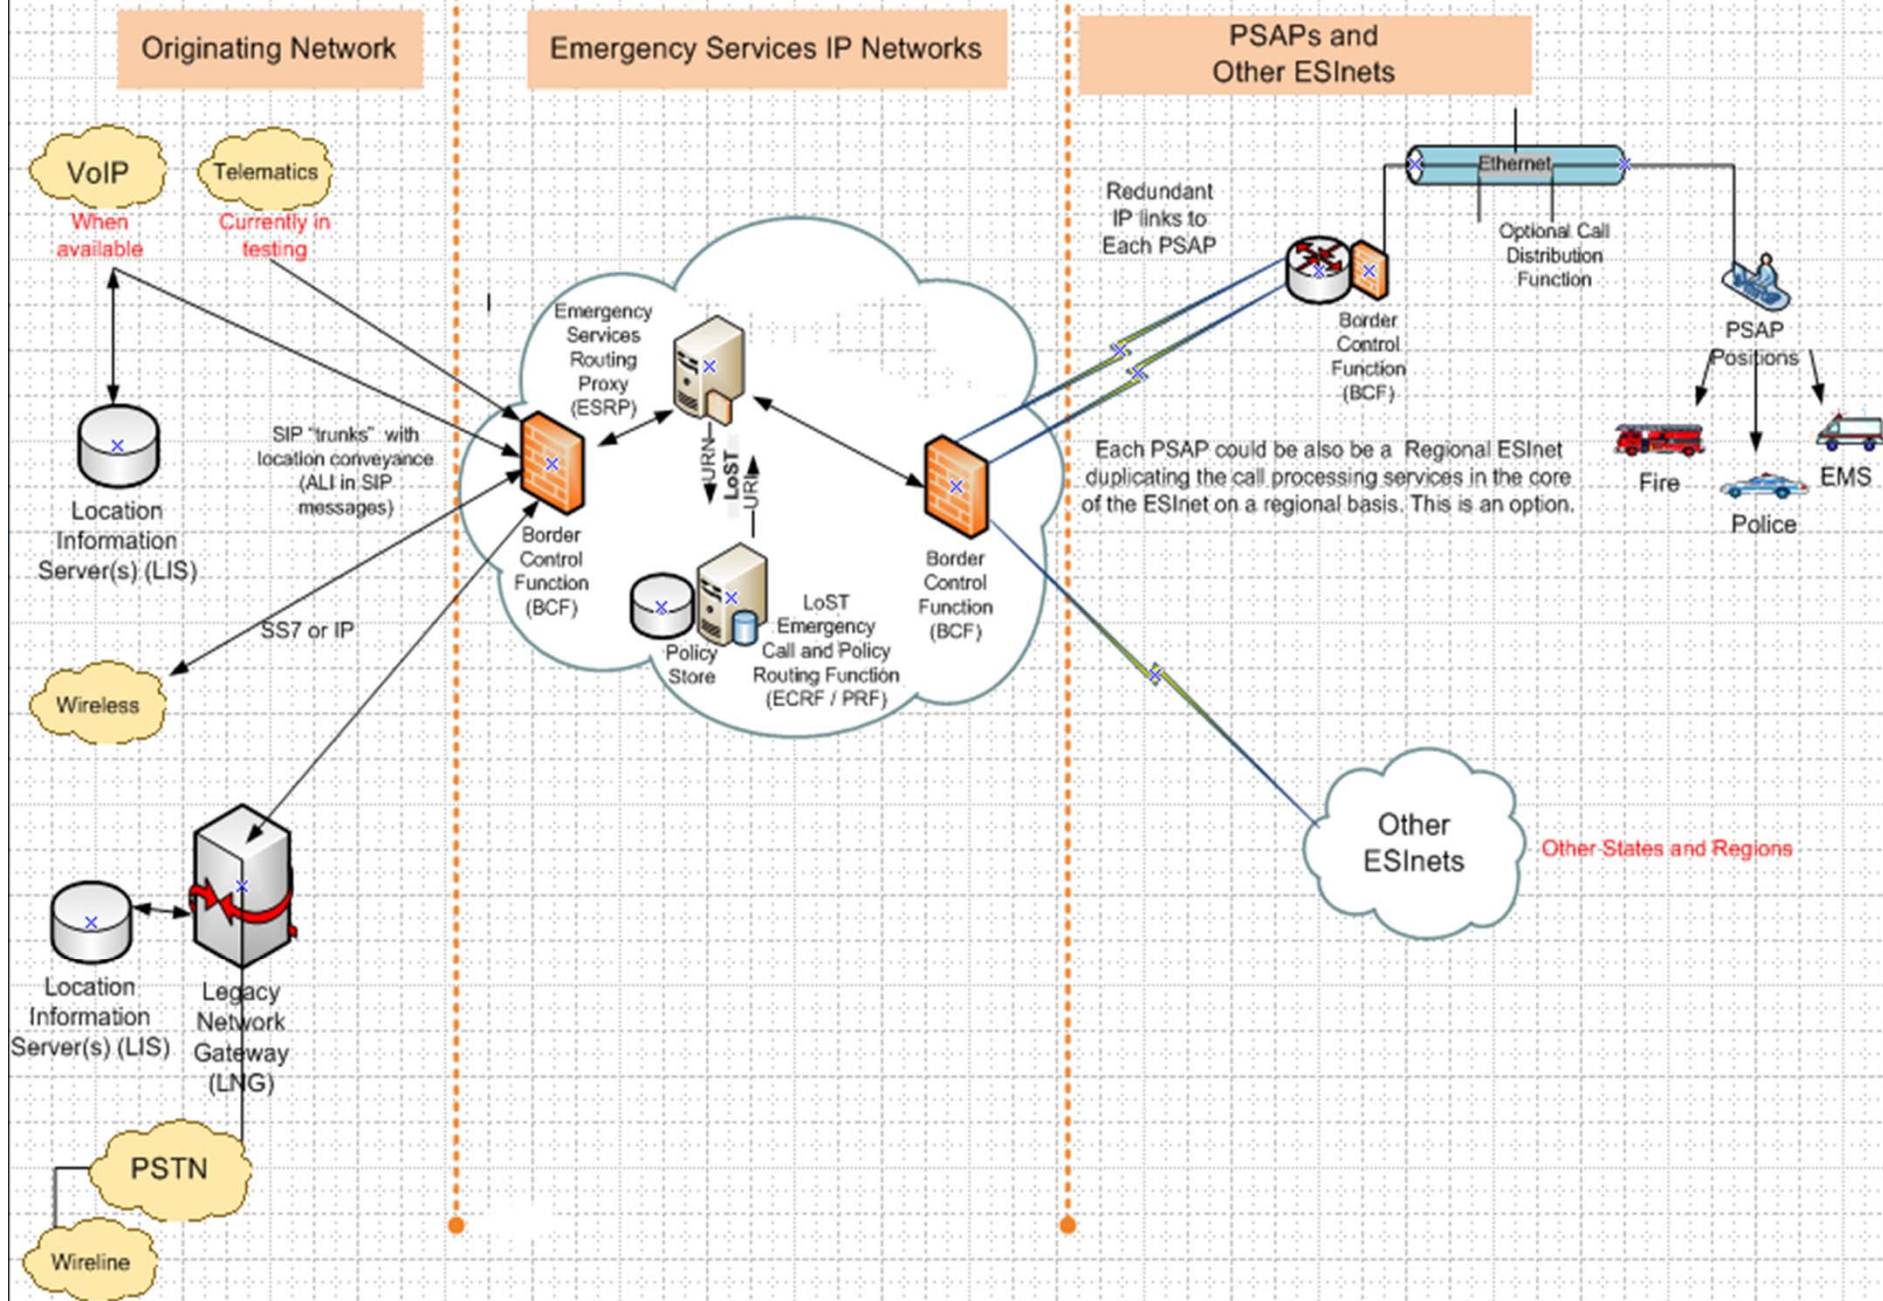 Originating Network
Emergency Services IP Networks
PSAPs and
Other ESInets
VoIP
When
available
Telematics
Currently in
testing
Location
Information
Server(s) (LIS)
SIP "trunks" with
location conveyance
(ALI in SIP
messages)
SS7 or IP
Wireless
Location
Information
Server(s) (LIS)
Legacy
Network
Gateway
(LNG)
PSTN
Wireline
Emergency
Services
Routing
Proxy
(ESRP)
URN
LoST
URI
Border
Control
Function
(BCF)
Policy
Store
LoST
Emergency
Call and Policy
Routing Function
(ECRF / PRF)
Border
Control
Function
(BCF)
Redundant
IP links to
Each PSAP
Ethernet
Optional Call
Distribution
Function
Border
Control
Function
(BCF)
PSAP
Positions
Fire
Police
EMS
Each PSAP could be also be a Regional ESInet
duplicating the call processing services in the core
of the ESInet on a regional basis. This is an option.
Other
ESInets
Other States and Regions